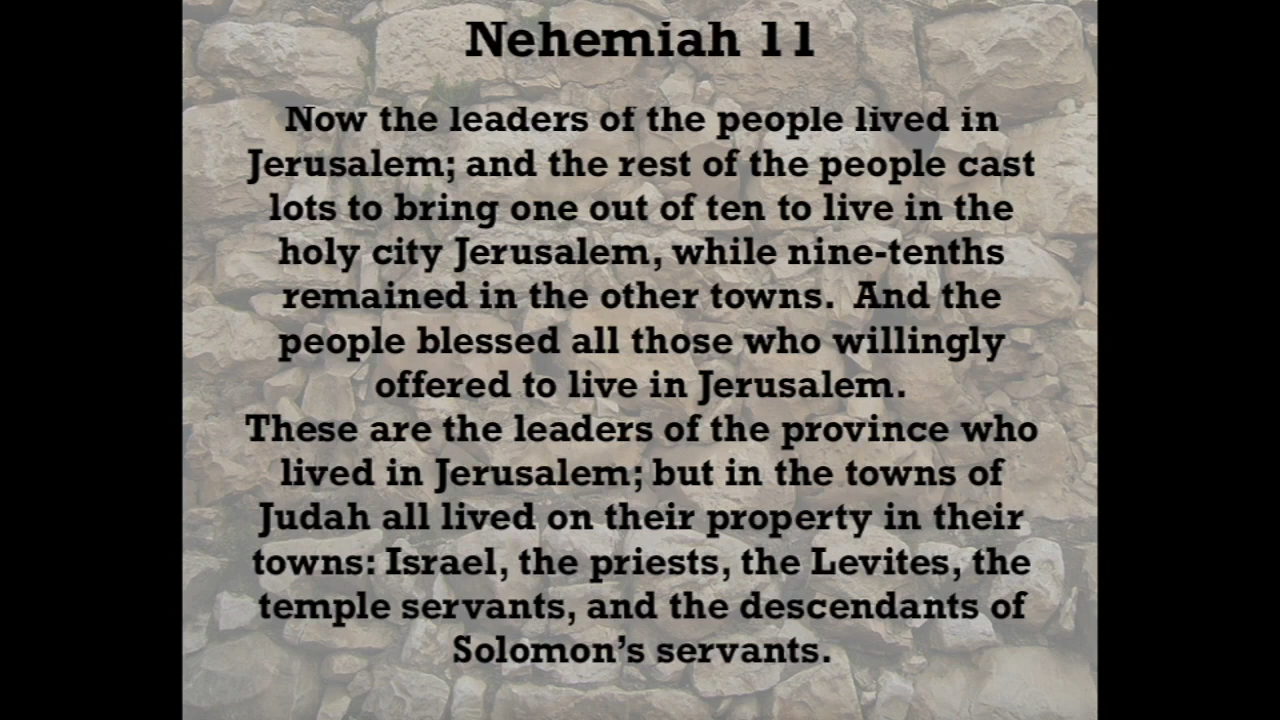 Nehemiah 11
Now the leaders of the people lived in
Jerusalem; and the rest of the people cast
lots to bring one out of ten to live in the
holy city Jerusalem, while nine-tenths
remained in the other towns.  And the
people blessed all those who willingly
offered to live in Jerusalem.
These are the leaders of the province who
lived in Jerusalem; but in the towns of
Judah all lived on their property in their
towns: Israel, the priests, the Levites, the
temple servants, and the descendants of
Solomon’s servants.